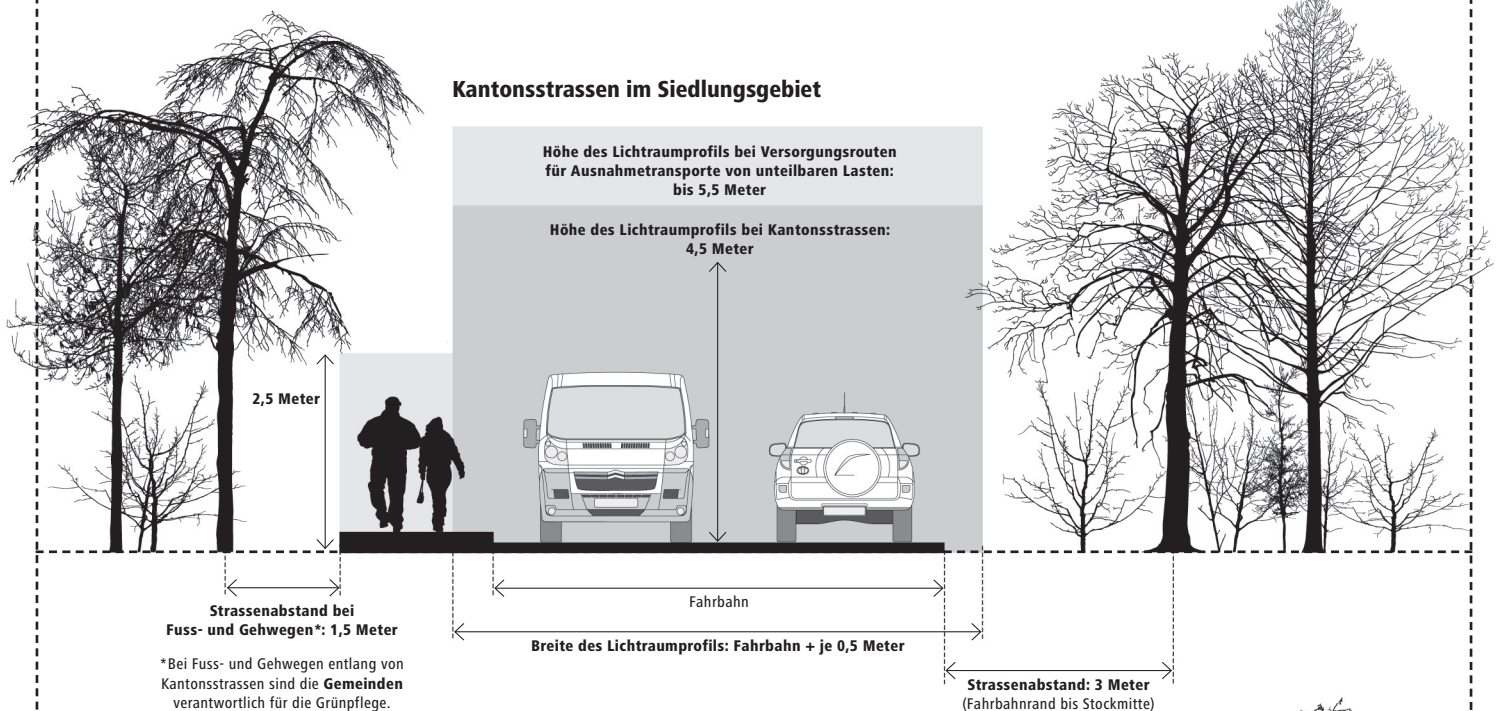 Kantonsstrassen im Siedlungsgebiet
Höhe des Lichtraumprofils bei Versorgungsrouten
für Ausnahmetransporte von unteilbaren Lasten:
bis 5,5 Meter
Höhe des Lichtraumprofils bei Kantonsstrassen:
4,5 Meter
2,5 Meter
Fahrbahn
Strassenabstand bei
Fuss- und Gehwegen*: 1,5 Meter
Breite des Lichtraumprofils: Fahrbahn + je 0,5 Meter
*Bei Fuss- und Gehwegen entlang von
Kantonsstrassen sind die Gemeinden
verantwortlich für die Grünpflege.
Strassenabstand: 3 Meter
(Fahrbahnrand bis Stockmitte)